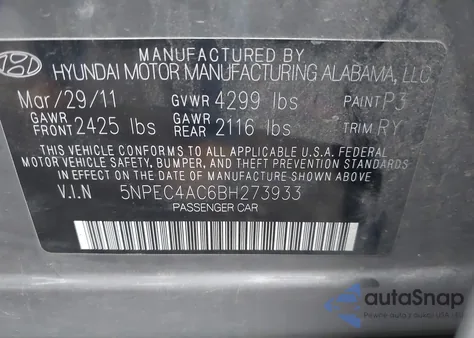 MANUFACTURED BY
HYUNDAI MOTOR MANUFACTURING ALABAMA, LLC
Mar/29/11 GVWR 4299 lbs PAINT P3
GAWR FRONT 2425 lbs GAWR REAR 2116 lbs TRIM RY
THIS VEHICLE CONFORMS TO ALL APPLICABLE U.S.A. FEDERAL
MOTOR VEHICLE SAFETY, BUMPER, AND THEFT PREVENTION STANDARDS
IN EFFECT ON THE DATE OF MANUFACTURE SHOWN ABOVE.
V.I.N 5NPEC4AC6BH273933
PASSENGER CAR
autoSnap